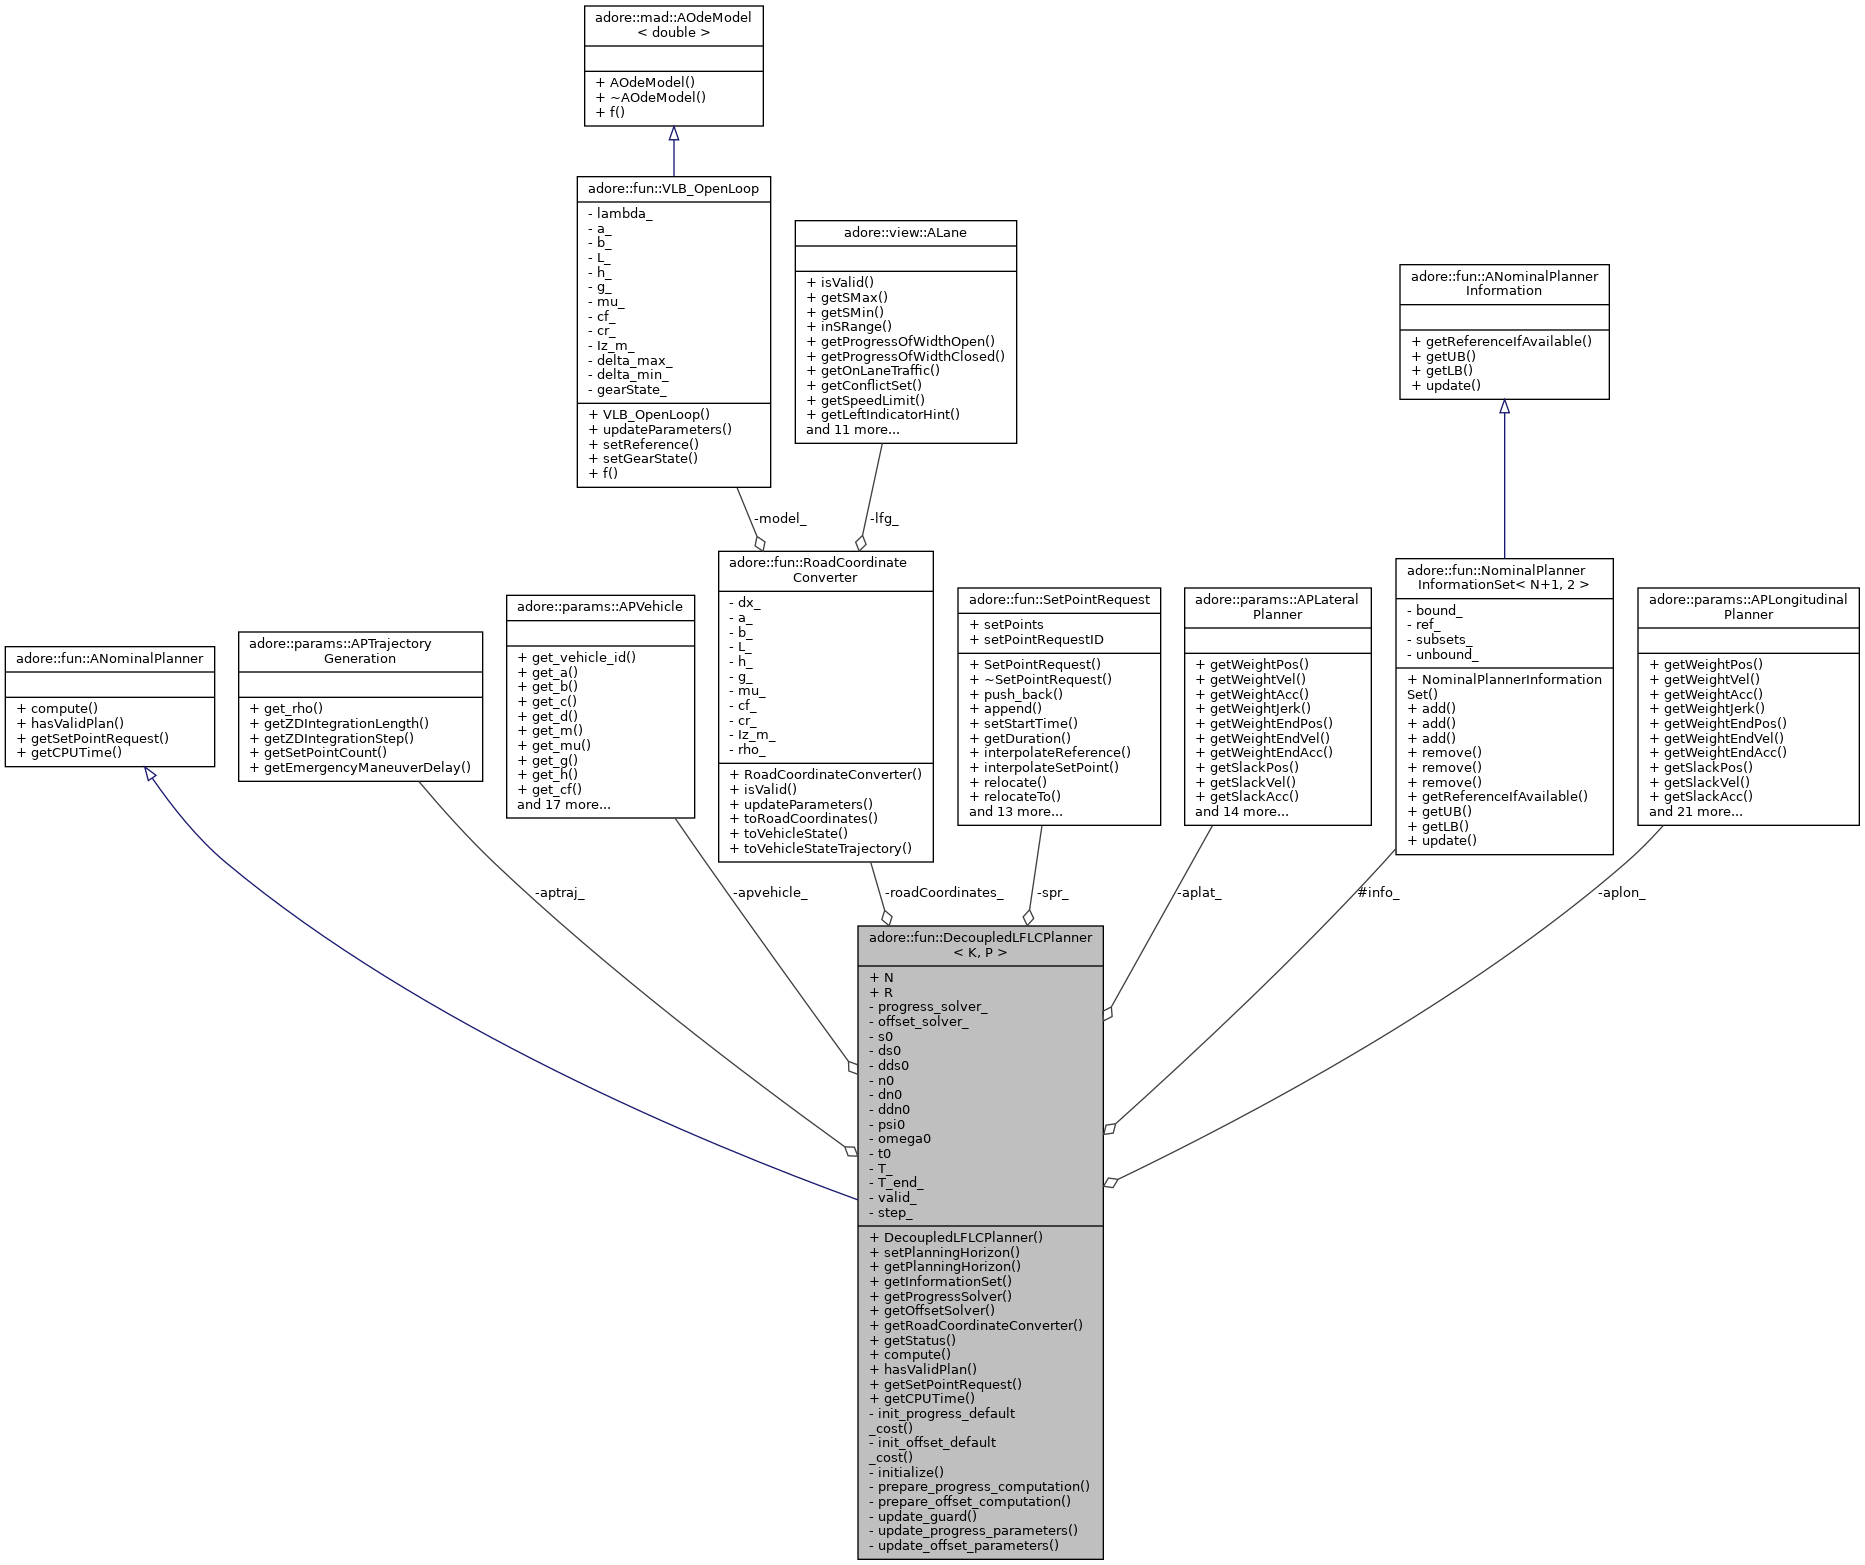 adore::mad::AOdeModel
< double >
+ AOdeModel()
+ ~AOdeModel()
+ f()
adore::fun::VLB_OpenLoop
- lambda_
- a_
- b_
- L_
- h_
- g_
- mu_
- cf_
- cr_
- Iz_m_
- delta_max_
- delta_min_
- gearState_
+ VLB_OpenLoop()
+ updateParameters()
+ setReference()
+ setGearState()
+ f()
adore::view::ALane
+ isValid()
+ getSMax()
+ getSMin()
+ inSRange()
+ getProgressOfWidthOpen()
+ getProgressOfWidthClosed()
+ getOnLaneTraffic()
+ getConflictSet()
+ getSpeedLimit()
+ getLeftIndicatorHint()
and 11 more...
adore::fun::ANominalPlanner
Information
+ getReferenceIfAvailable()
+ getUB()
+ getLB()
+ update()
-model_
-lfg_
adore::fun::ANominalPlanner
+ compute()
+ hasValidPlan()
+ getSetPointRequest()
+ getCPUTime()
adore::params::APTrajectory
Generation
+ get_rho()
+ getZDIntegrationLength()
+ getZDIntegrationStep()
+ getSetPointCount()
+ getEmergencyManeuverDelay()
adore::params::APVehicle
+ get_vehicle_id()
+ get_a()
+ get_b()
+ get_c()
+ get_d()
+ get_m()
+ get_mu()
+ get_g()
+ get_h()
+ get_cf()
and 17 more...
adore::fun::RoadCoordinate
Converter
- dx_
- a_
- b_
- L_
- h_
- g_
- mu_
- cf_
- cr_
- Iz_m_
- rho_
+ RoadCoordinateConverter()
+ isValid()
+ updateParameters()
+ toRoadCoordinates()
+ toVehicleState()
+ toVehicleStateTrajectory()
adore::fun::SetPointRequest
+ setPoints
+ setPointRequestID
+ SetPointRequest()
+ ~SetPointRequest()
+ push_back()
+ append()
+ setStartTime()
+ getDuration()
+ interpolateReference()
+ interpolateSetPoint()
+ relocate()
+ relocateTo()
and 13 more...
adore::params::APLateral
Planner
+ getWeightPos()
+ getWeightVel()
+ getWeightAcc()
+ getWeightJerk()
+ getWeightEndPos()
+ getWeightEndVel()
+ getWeightEndAcc()
+ getSlackPos()
+ getSlackVel()
+ getSlackAcc()
and 14 more...
adore::fun::NominalPlanner
InformationSet< N+1, 2 >
- bound_
- ref_
- subsets_
- unbound_
+ NominalPlannerInformation
Set()
+ add()
+ add()
+ add()
+ remove()
+ remove()
+ remove()
+ getReferenceIfAvailable()
+ getUB()
+ getLB()
+ update()
adore::params::APLongitudinal
Planner
+ getWeightPos()
+ getWeightVel()
+ getWeightAcc()
+ getWeightJerk()
+ getWeightEndPos()
+ getWeightEndVel()
+ getWeightEndAcc()
+ getSlackPos()
+ getSlackVel()
+ getSlackAcc()
and 21 more...
-aptraj_
-apvehicle_
-roadCoordinates_
-spr_
-aplat_
#info_
-aplon_
adore::fun::DecoupledLFLCPlanner
< K, P >
+ N
+ R
- progress_solver_
- offset_solver_
- s0
- ds0
- dds0
- n0
- dn0
- ddn0
- psi0
- omega0
- t0
- T_
- T_end_
- valid_
- step_
+ DecoupledLFLCPlanner()
+ setPlanningHorizon()
+ getPlanningHorizon()
+ getInformationSet()
+ getProgressSolver()
+ getOffsetSolver()
+ getRoadCoordinateConverter()
+ getStatus()
+ compute()
+ hasValidPlan()
+ getSetPointRequest()
+ getCPUTime()
- init_progress_default
_cost()
- init_offset_default
_cost()
- initialize()
- prepare_progress_computation()
- prepare_offset_computation()
- update_guard()
- update_progress_parameters()
- update_offset_parameters()